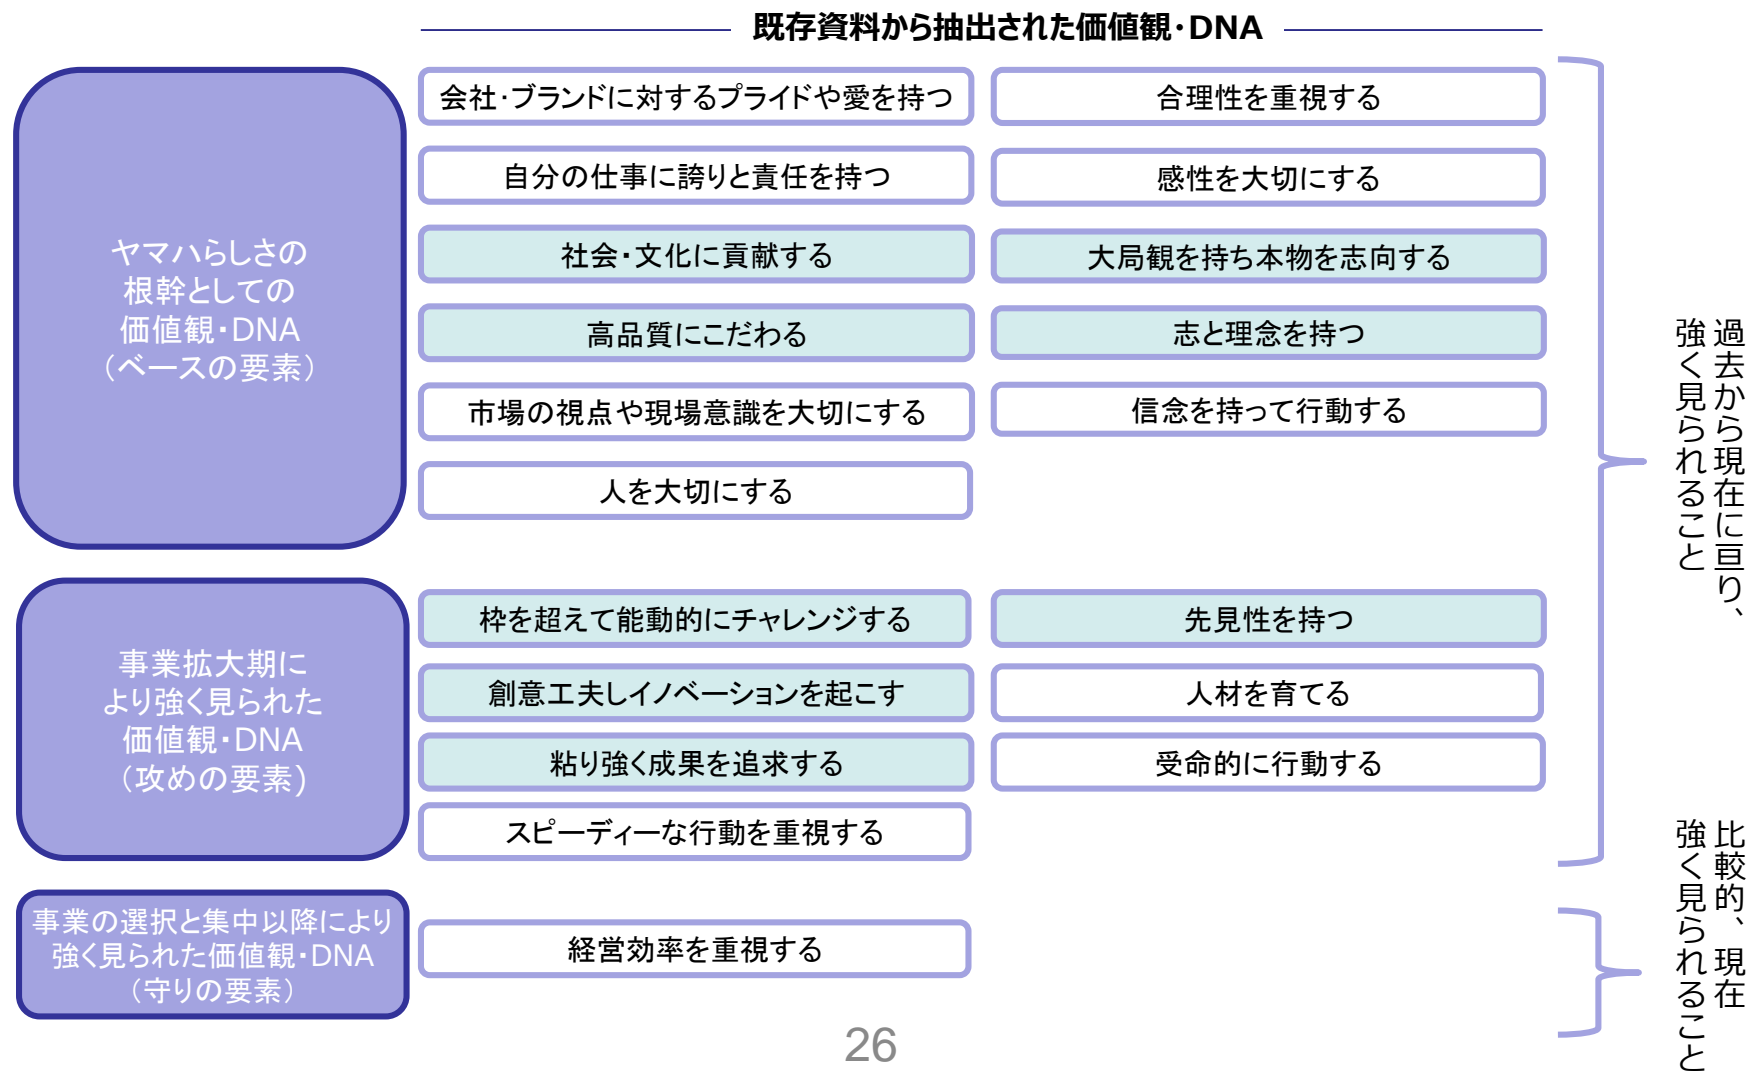 既存資料から抽出された価値観・DNA
ヤマハらしさの
根幹としての
価値観・DNA
（ベースの要素）
会社・ブランドに対するプライドや愛を持つ
合理性を重視する
自分の仕事に誇りと責任を持つ
感性を大切にする
社会・文化に貢献する
大局観を持ち本物を志向する
高品質にこだわる
志と理念を持つ
市場の視点や現場意識を大切にする
信念を持って行動する
人を大切にする
事業拡大期に
より強く見られた
価値観・DNA
（攻めの要素)
枠を超えて能動的にチャレンジする
先見性を持つ
創意工夫しイノベーションを起こす
人材を育てる
粘り強く成果を追求する
受命的に行動する
スピーディーな行動を重視する
事業の選択と集中以降により
強く見られた価値観・DNA
（守りの要素）
経営効率を重視する
過去から現在に亘り、
強く見られること
比較的、現在
強く見られること
26